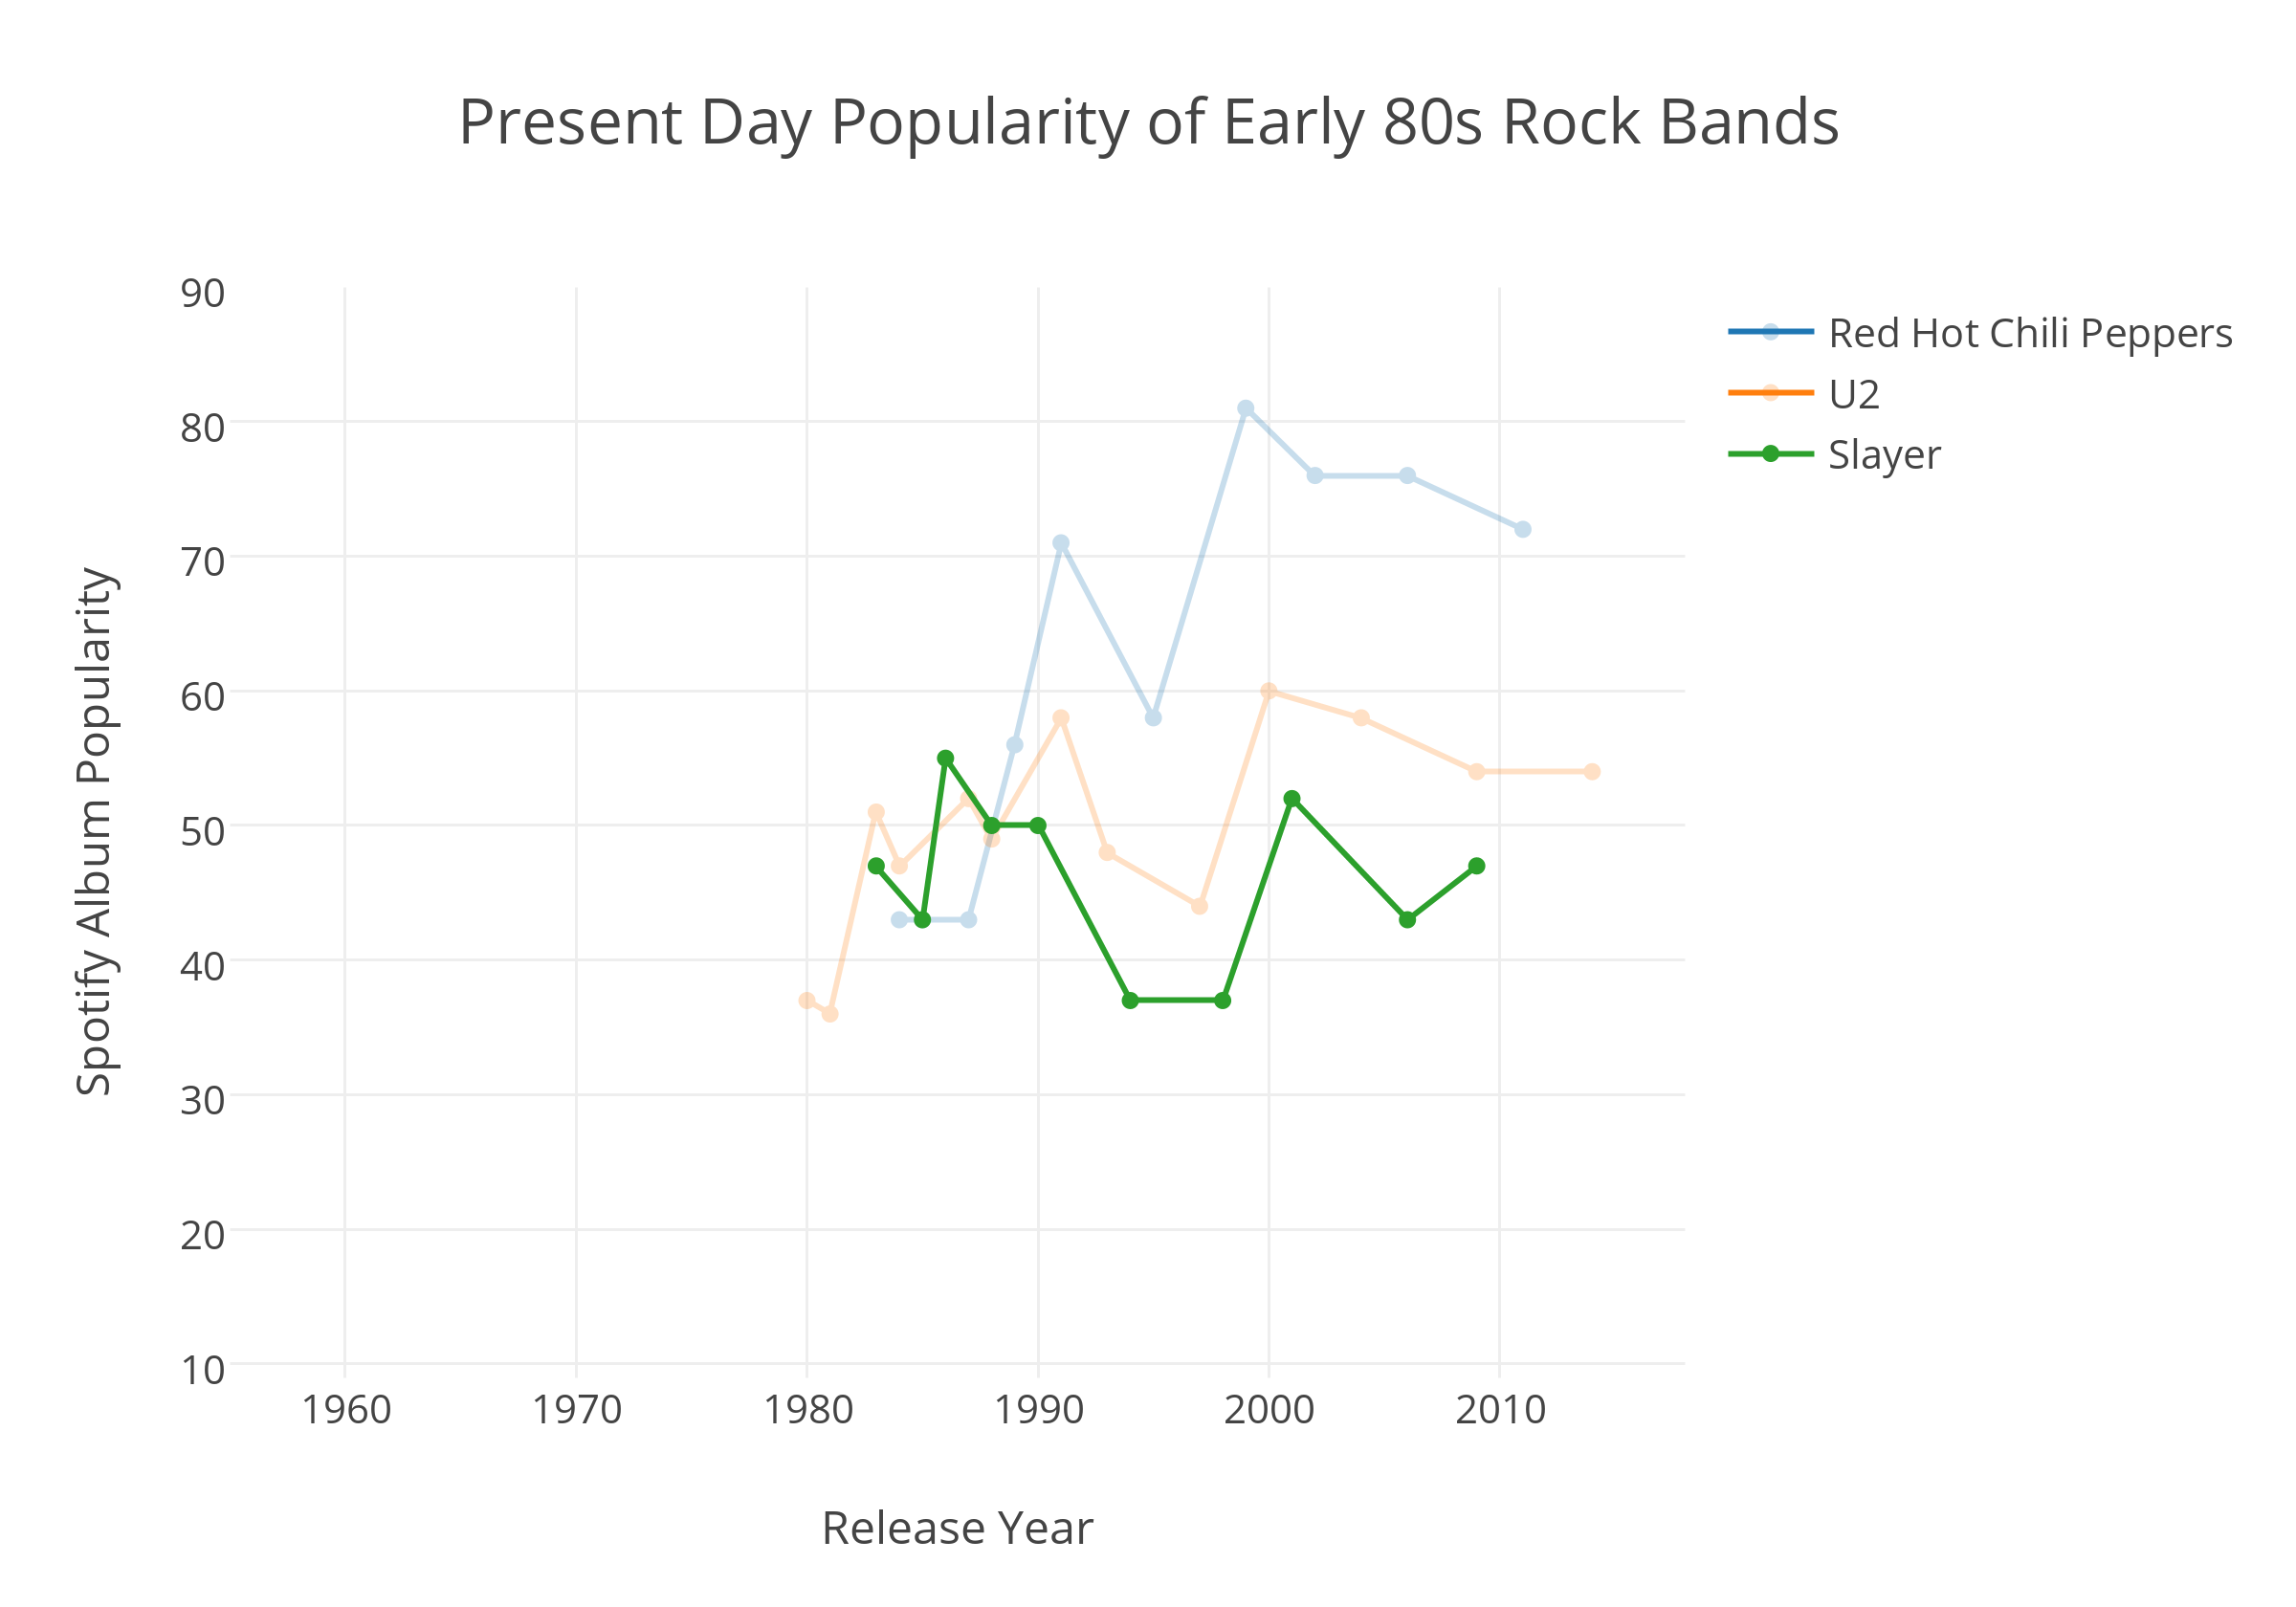 Present Day Popularity of Early 80s Rock Bands
90
80
70
60
50
40
30
20
10
Spotify Album Popularity
1960 1970 1980 1990 2000 2010
Release Year
Red Hot Chili Peppers
U2
Slayer